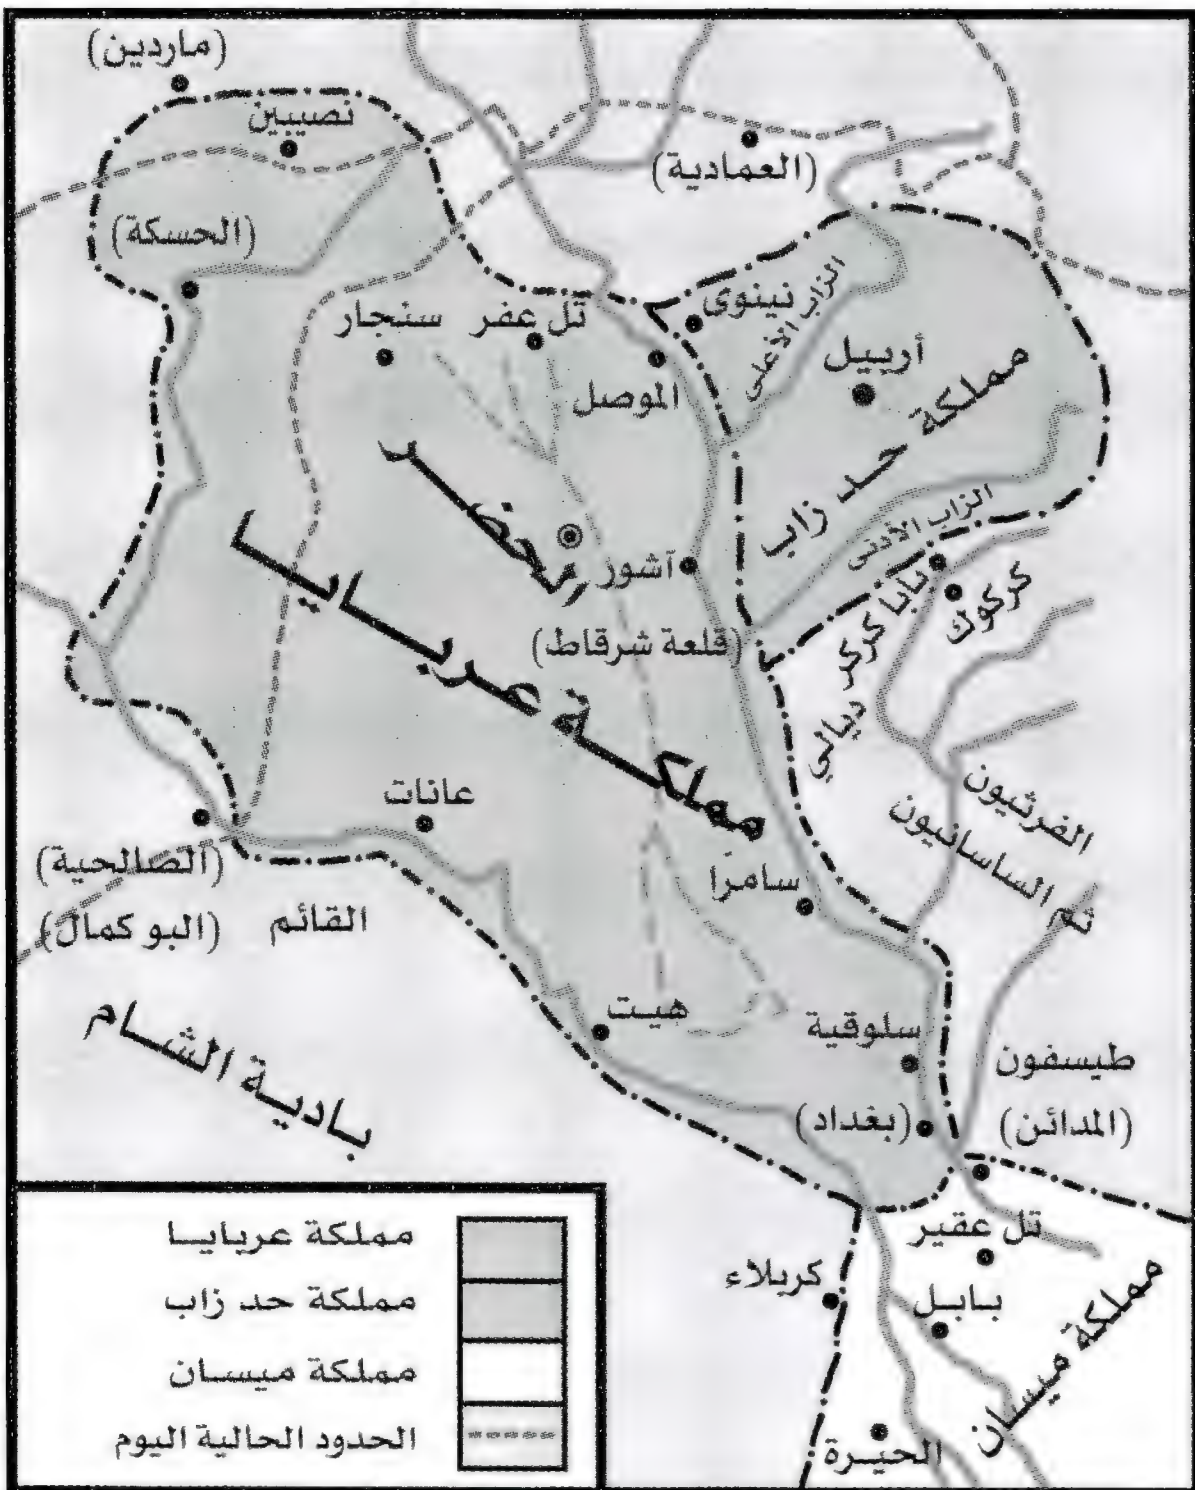 (ماردين)
نصيبين
(العمادية)
(الحسكة)
نينوى
الزاب الأعلى
تل عفر
سنجار
الموصل
أربيل
مملكة حد زاب
الحضر
الزاب الأدنى
آشور
(قلعة شرقاط)
بابا كركر
كركوك
ديالي
مملكة عربايا
الفرثيون
ثم الساسانيون
عانات
سامرا
(الصالحية)
(البو كمال)
القائم
هيت
سلوقية
(بغداد)
طيسفون
(المدائن)
بادية الشام
تل عقير
كربلاء
بابل
مملكة ميسان
الحيرة
مملكة عربايا
مملكة حد زاب
مملكة ميسان
الحدود الحالية اليوم